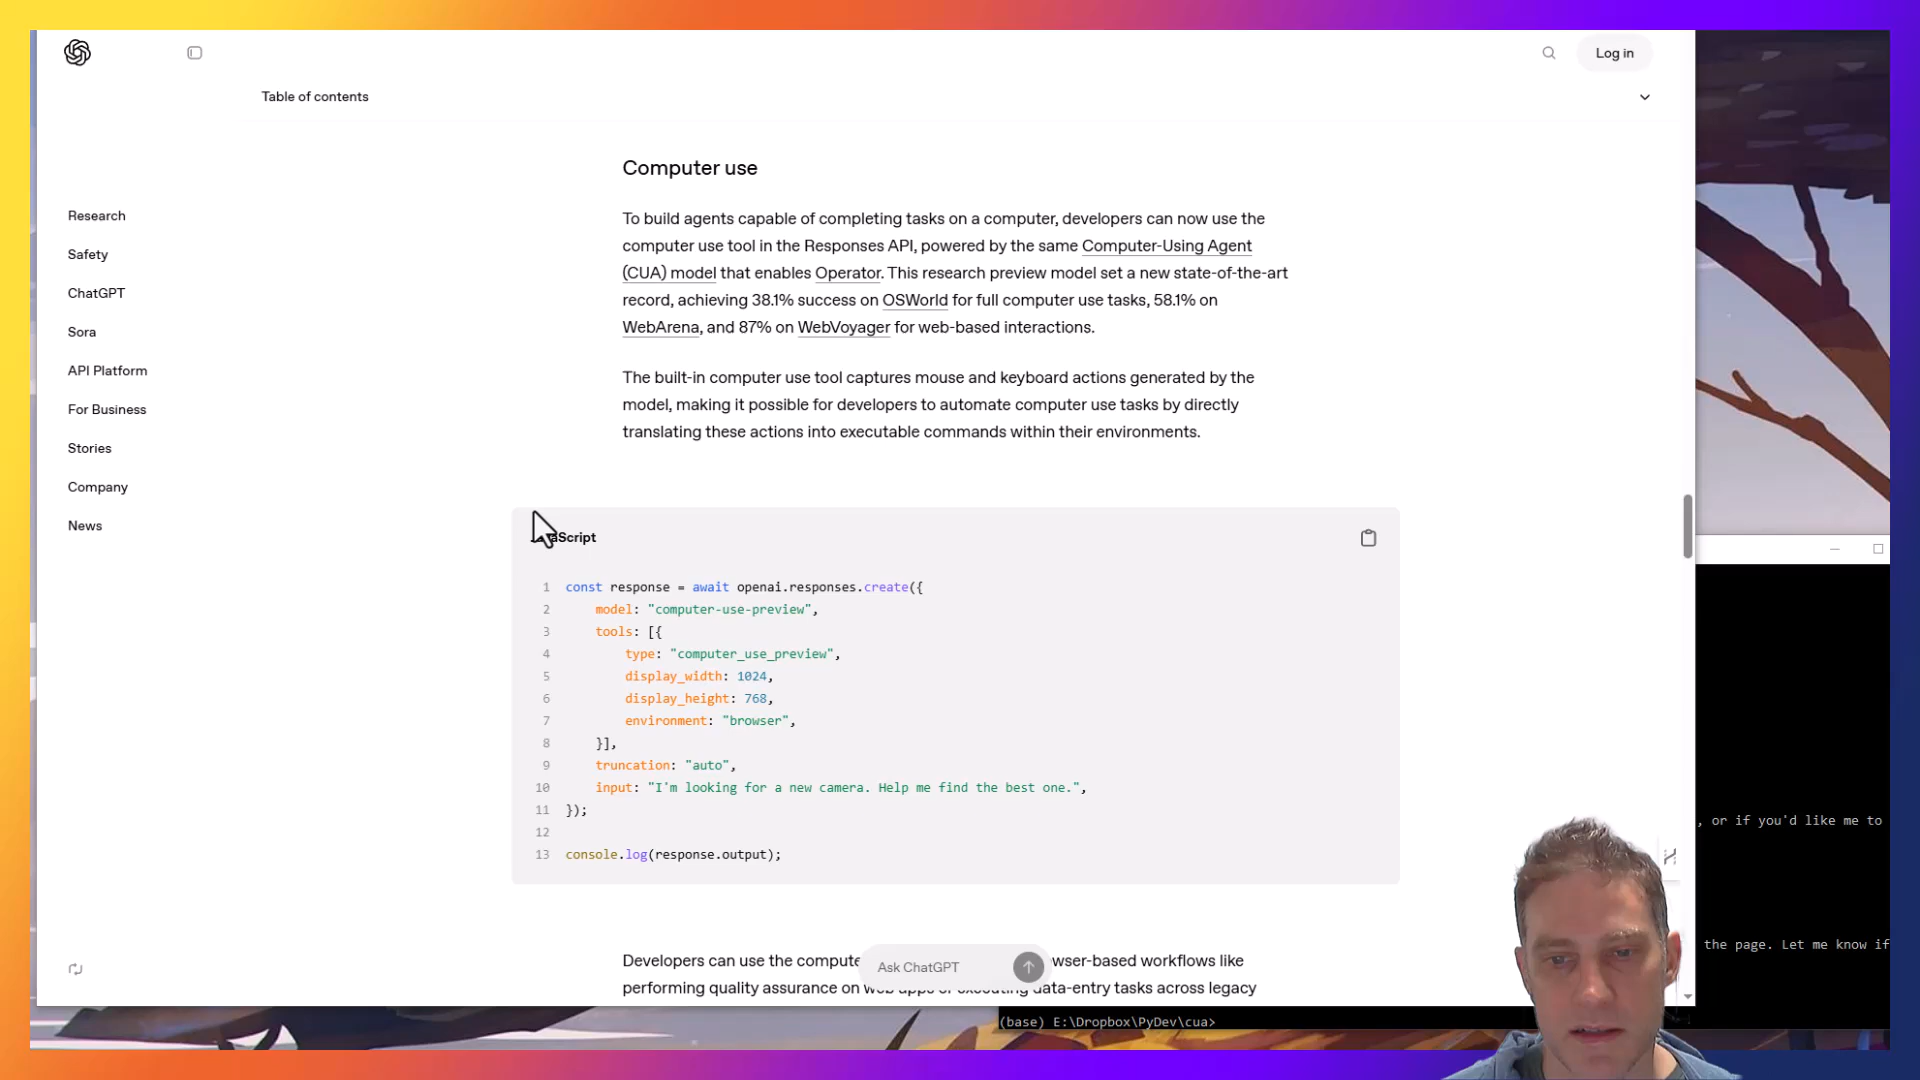 Log in
Table of contents
Research
Safety
ChatGPT
Sora
API Platform
For Business
Stories
Company
News
Computer use
To build agents capable of completing tasks on a computer, developers can now use the
computer use tool in the Responses API, powered by the same Computer-Using Agent
(CUA) model that enables Operator. This research preview model set a new state-of-the-art
record, achieving 38.1% success on OSWorld for full computer use tasks, 58.1% on
WebArena, and 87% on WebVoyager for web-based interactions.
The built-in computer use tool captures mouse and keyboard actions generated by the
model, making it possible for developers to automate computer use tasks by directly
translating these actions into executable commands within their environments.
aScript
1 const response = await openai.responses.create({
2 model: "computer-use-preview",
3 tools: [{
4 type: "computer_use_preview",
5 display_width: 1024,
6 display_height: 768,
7 environment: "browser",
8 }],
9 truncation: "auto",
10 input: "I'm looking for a new camera. Help me find the best one.",
11 });
12
13 console.log(response.output);
Developers can use the compute
wser-based workflows like
Ask ChatGPT
performing quality assurance on web apps or executing data-entry tasks across legacy
, or if you'd like me to
the page. Let me know if
(base) E:\Dropbox\PyDev\cua>